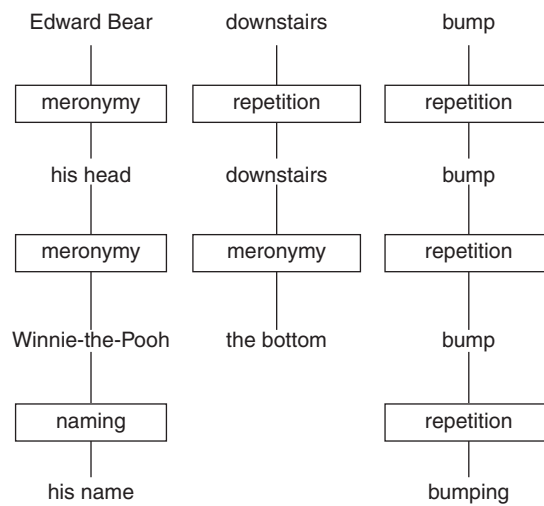 Edward Bear downstairs bump
meronymy repetition repetition
his head downstairs bump
meronymy meronymy repetition
Winnie-the-Pooh the bottom bump
naming repetition
his name bumping